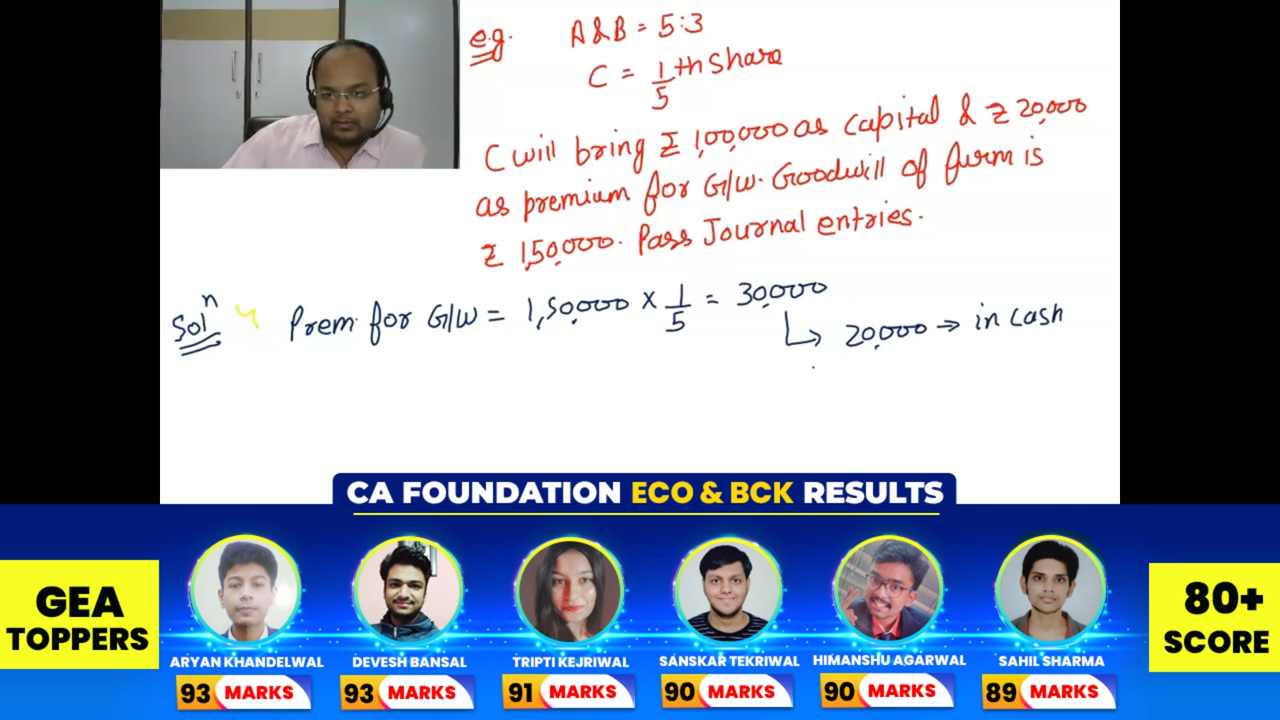 e.g. A & B = 5:3
C = 1/5 th Share
C will bring ₹ 1,00,000 as capital & ₹ 20,000
as premium for G/W. Goodwill of furm is
₹ 1,50,000. Pass Journal entries.
Solⁿ Prem. for G/W = 1,50,000 × 1/5 = 30,000
↳ 20,000 → in cash
CA FOUNDATION ECO & BCK RESULTS
GEA
TOPPERS
ARYAN KHANDELWAL
93 MARKS
DEVESH BANSAL
93 MARKS
TRIPTI KEJRIWAL
91 MARKS
SANSKAR TEKRIWAL
90 MARKS
HIMANSHU AGARWAL
90 MARKS
SAHIL SHARMA
89 MARKS
80+
SCORE